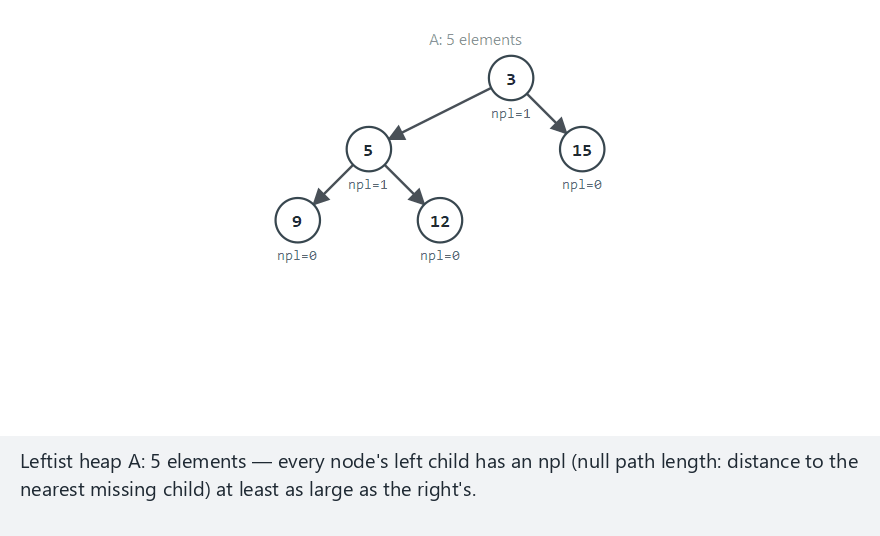 A: 5 elements
3
npl=1
5
15
npl=1
npl=0
9
12
npl=0
npl=0
Leftist heap A: 5 elements — every node's left child has an npl (null path length: distance to the
nearest missing child) at least as large as the right's.